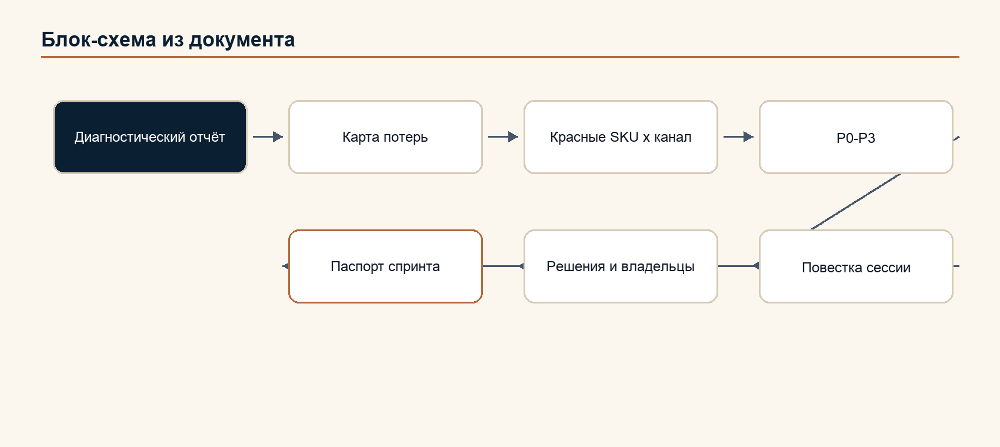 Блок-схема из документа
Диагностический отчёт
Карта потерь
Красные SKU x канал
P0-P3
Паспорт спринта
Решения и владельцы
Повестка сессии